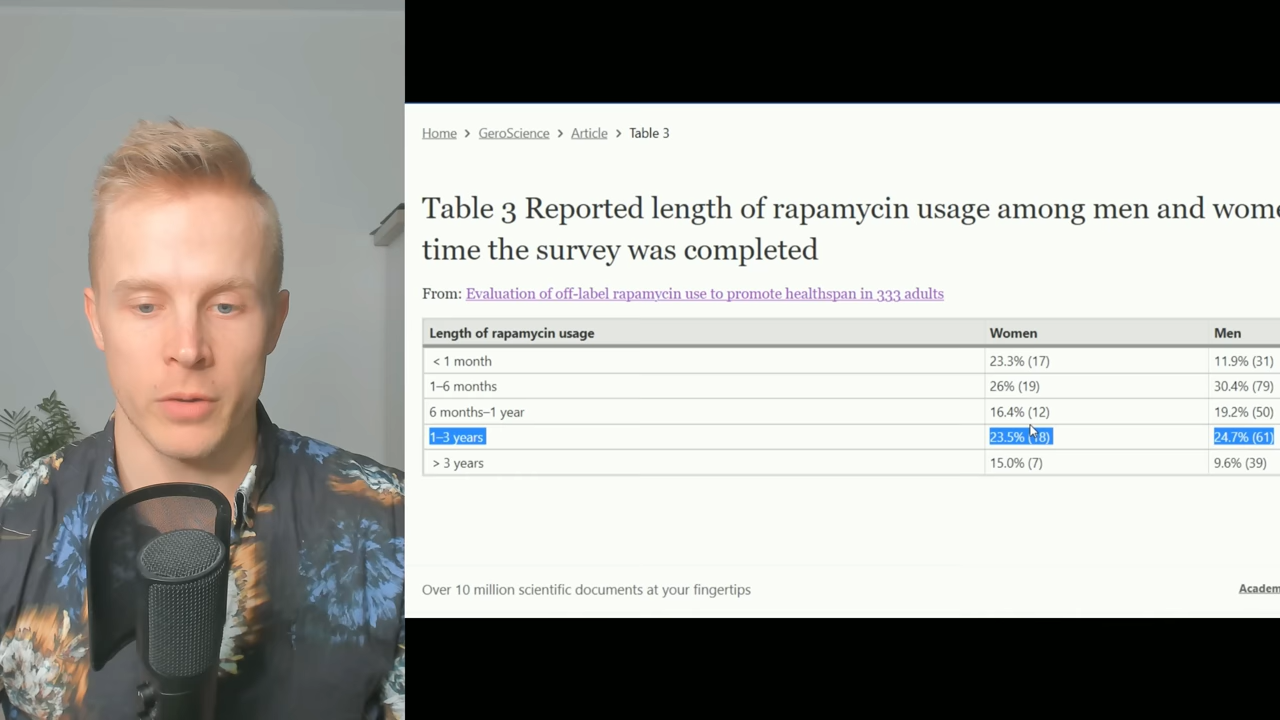 Home > GeroScience > Article > Table 3
Table 3 Reported length of rapamycin usage among men and wome
time the survey was completed
From: Evaluation of off-label rapamycin use to promote healthspan in 333 adults
Length of rapamycin usage Women Men
< 1 month 23.3% (17) 11.9% (31)
1–6 months 26% (19) 30.4% (79)
6 months–1 year 16.4% (12) 19.2% (50)
1–3 years 23.5% (18) 24.7% (61)
> 3 years 15.0% (7) 9.6% (39)
Over 10 million scientific documents at your fingertips
Academ